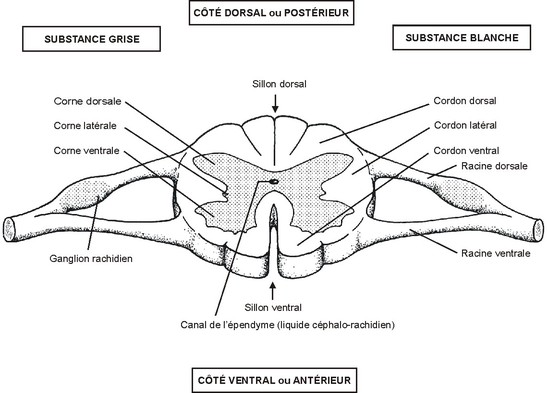 CÔTÉ DORSAL ou POSTÉRIEUR
SUBSTANCE GRISE
SUBSTANCE BLANCHE
Sillon dorsal
Corne dorsale
Corne latérale
Corne ventrale
Cordon dorsal
Cordon latéral
Cordon ventral
Racine dorsale
Ganglion rachidien
Racine ventrale
Sillon ventral
Canal de l'épendyme (liquide céphalo-rachidien)
CÔTÉ VENTRAL ou ANTÉRIEUR